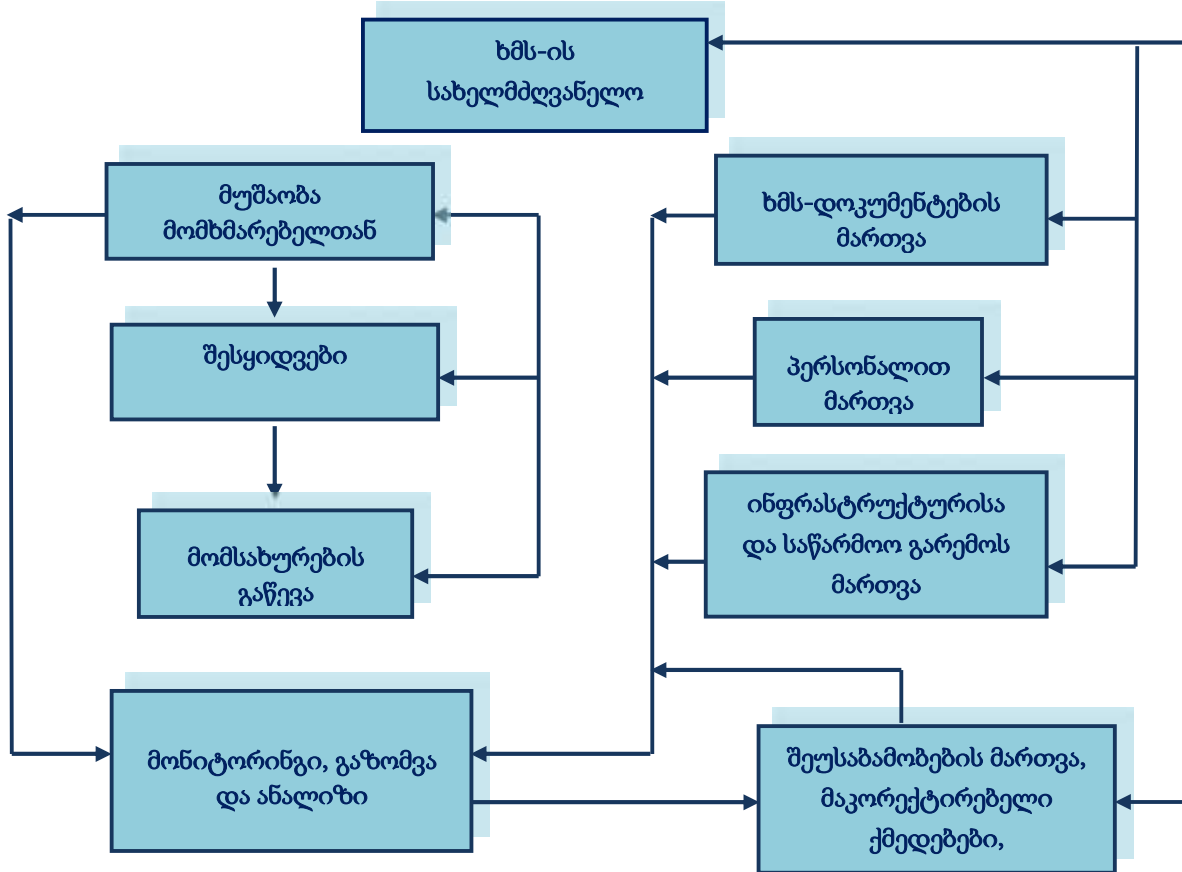 ხმს-ის
სახელმძღვანელო
მუშაობა
მომხმარებელთან
ხმს-დოკუმენტების
მართვა
შესყიდვები
პერსონალით
მართვა
მომსახურების
გაწევა
ინფრასტრუქტურისა
და საწარმოო გარემოს
მართვა
მონიტორინგი, გაზომვა
და ანალიზი
შეუსაბამობების მართვა,
მაკორექტირებელი
ქმედებები,